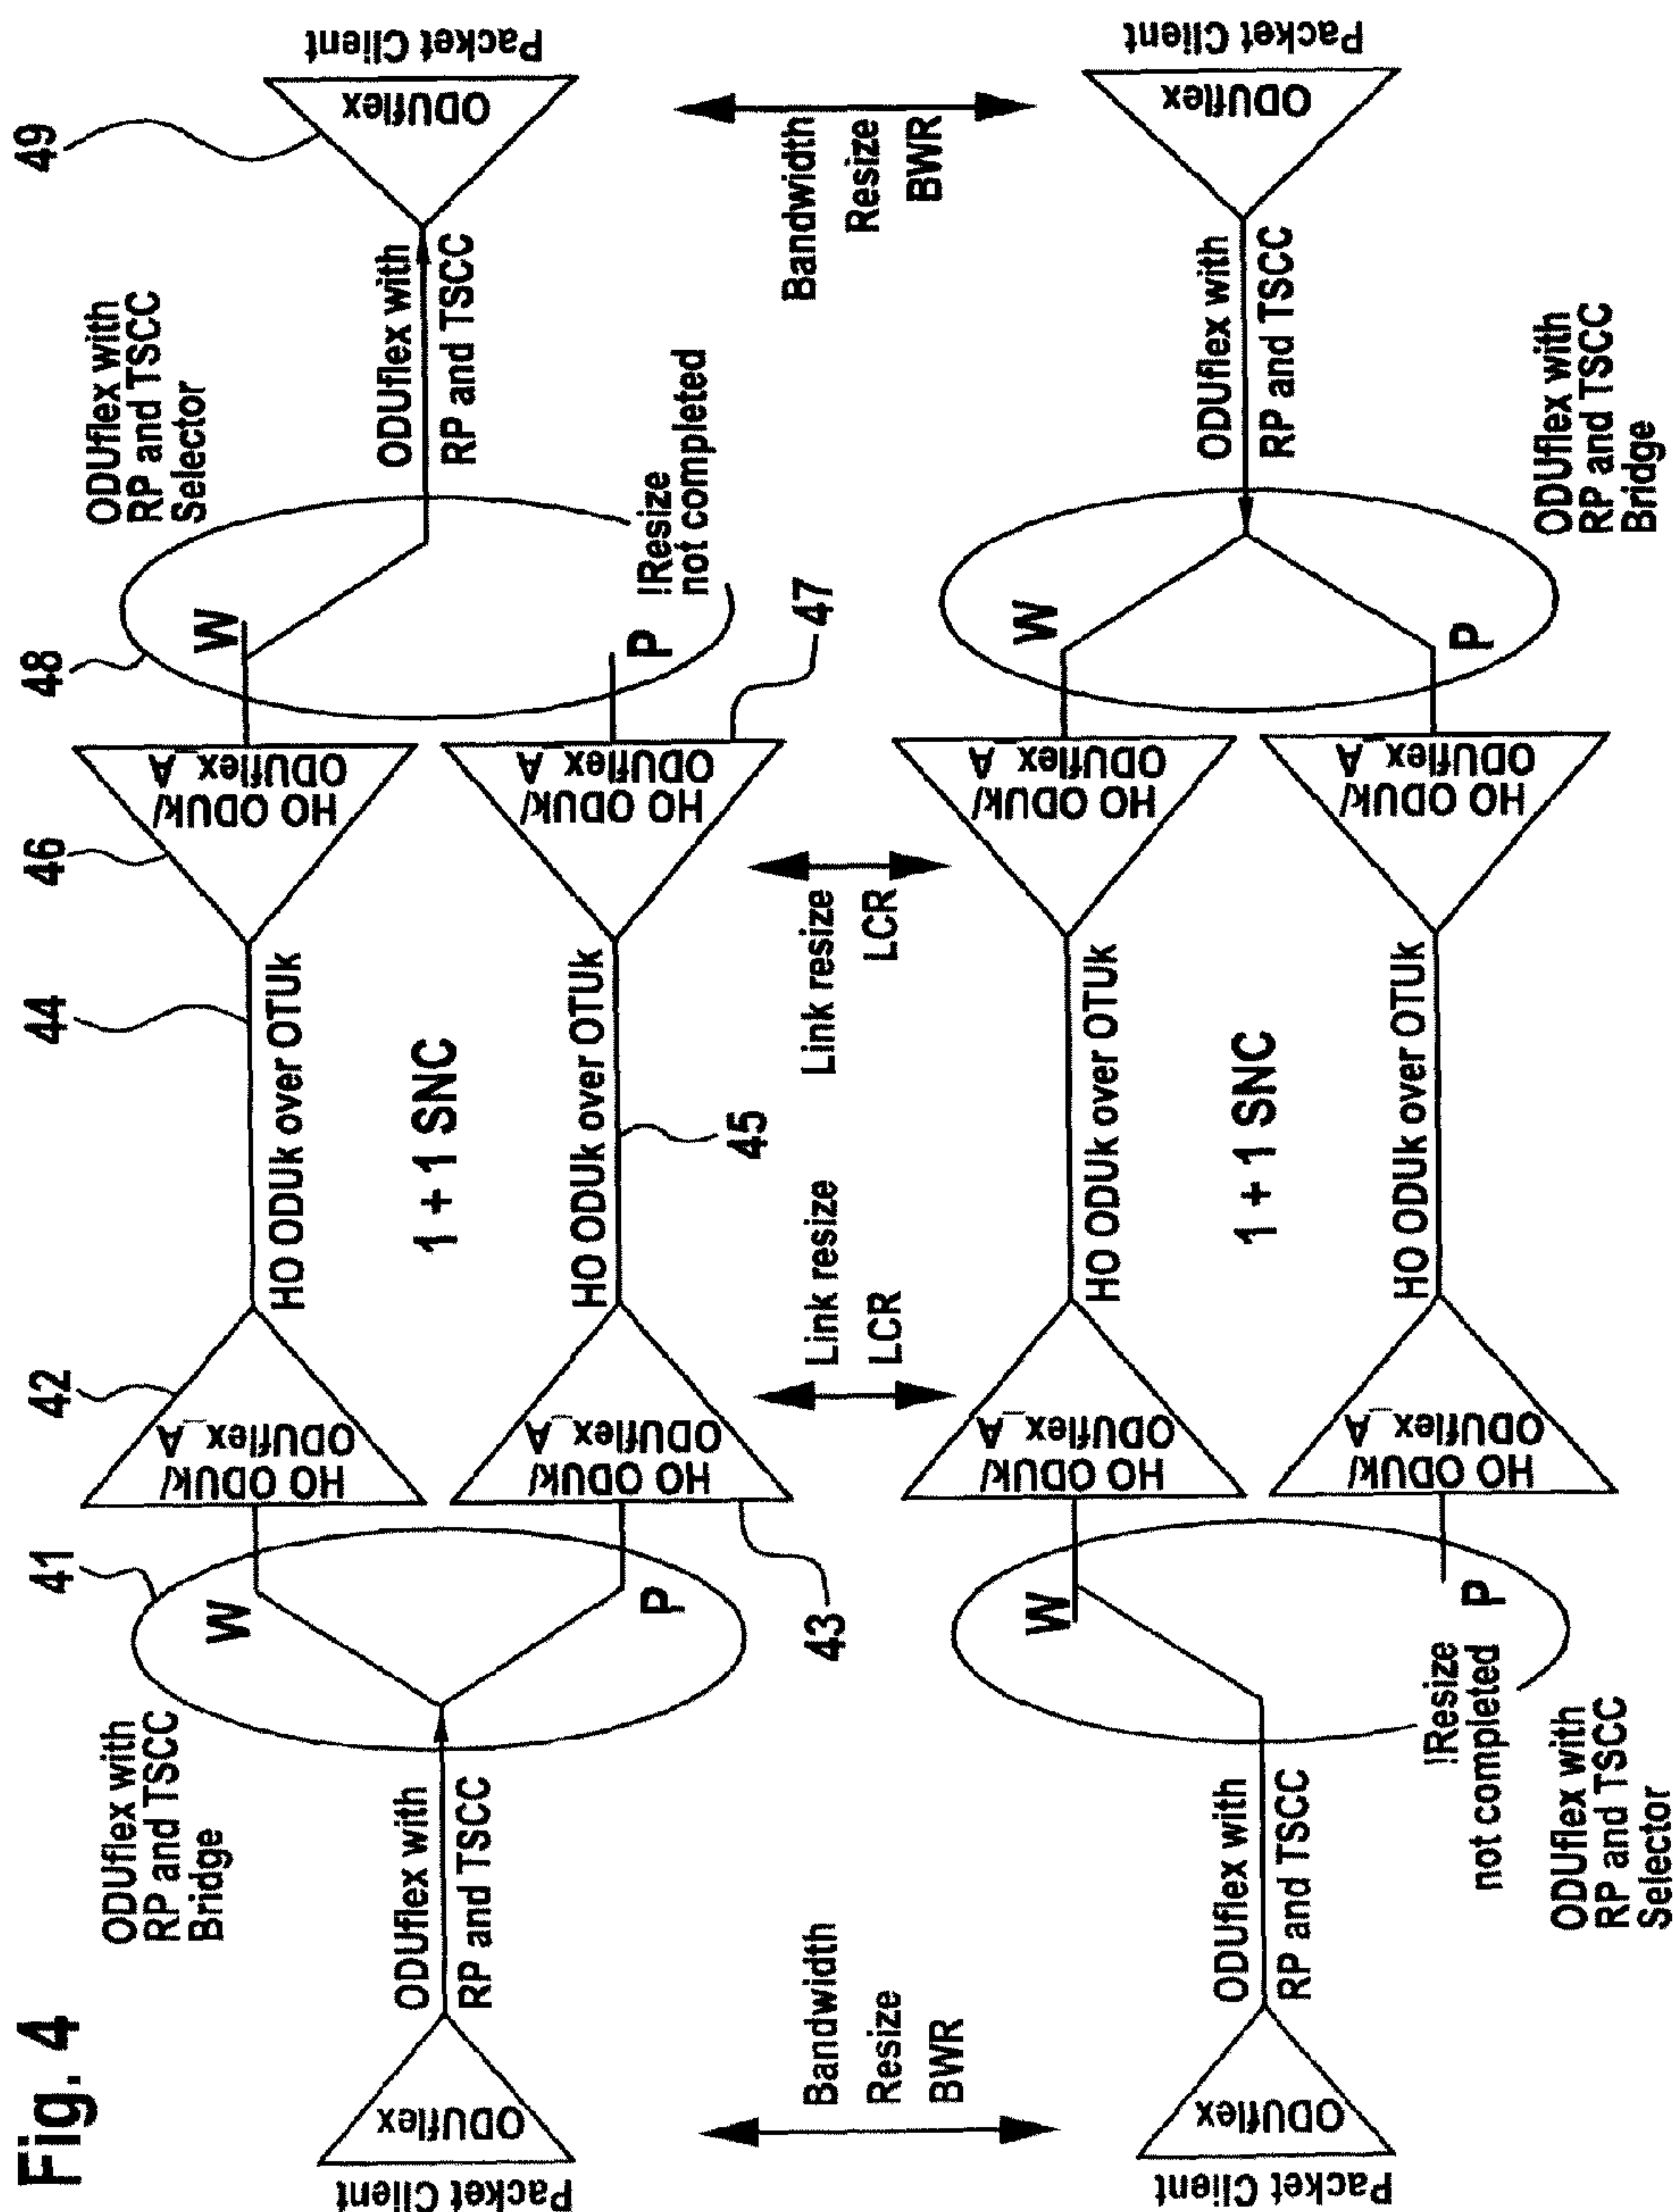 Fig. 4
Packet Client
ODUflex
ODUflex with
RP and TSCC
ODUflex with
RP and TSCC
Bridge
41
W
P
43
42
HO ODUk/
ODUflex_A
HO ODUk/
ODUflex_A
44
HO ODUk over OTUk
1 + 1 SNC
HO ODUk over OTUk
45
46
HO ODUk/
ODUflex_A
HO ODUk/
ODUflex_A
47
48
W
P
!Resize
not completed
ODUflex with
RP and TSCC
Selector
ODUflex with
RP and TSCC
49
ODUflex
Packet Client
Bandwidth
Resize
BWR
Link resize
LCR
Link resize
LCR
Bandwidth
Resize
BWR
Packet Client
ODUflex
ODUflex with
RP and TSCC
W
P
!Resize
not completed
ODUflex with
RP and TSCC
Selector
HO ODUk/
ODUflex_A
HO ODUk/
ODUflex_A
HO ODUk over OTUk
1 + 1 SNC
HO ODUk over OTUk
HO ODUk/
ODUflex_A
HO ODUk/
ODUflex_A
W
P
ODUflex with
RP and TSCC
Bridge
ODUflex with
RP and TSCC
ODUflex
Packet Client